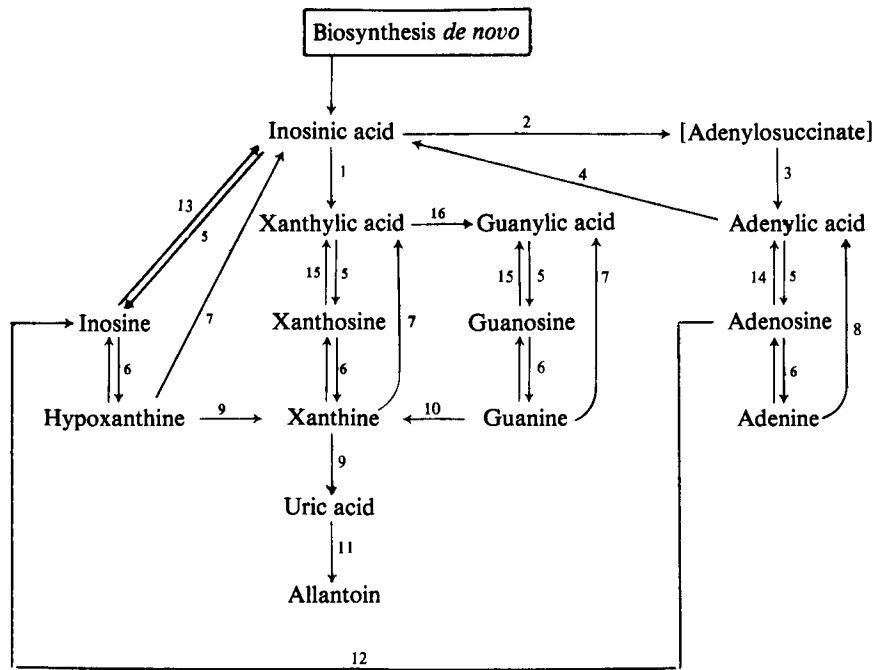 Biosynthesis de novo
Inosinic acid
2
[Adenylosuccinate]
13
5
1
4
3
Xanthylic acid
16
Guanylic acid
Adenylic acid
7
15
5
7
15
5
7
14
5
8
Inosine
Xanthosine
Guanosine
Adenosine
6
6
6
6
Hypoxanthine
9
Xanthine
10
Guanine
Adenine
9
Uric acid
11
Allantoin
12